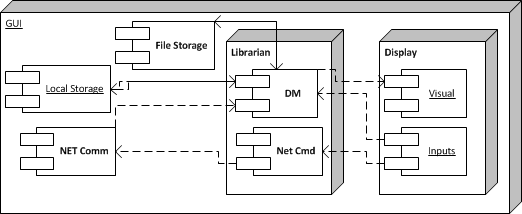 GUI
File Storage
Librarian
Display
Local Storage
DM
Visual
NET Comm
Net Cmd
Inputs